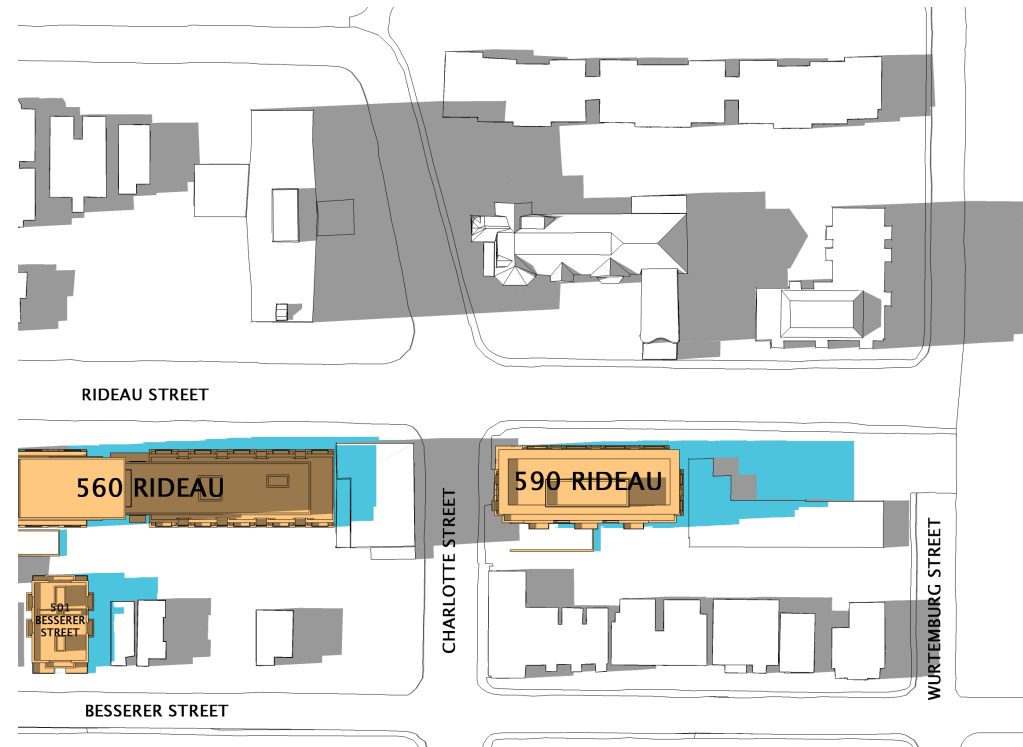 RIDEAU STREET
560 RIDEAU
590 RIDEAU
CHARLOTTE STREET
WURTEMBURG STREET
501
BESSERER
STREET
BESSERER STREET